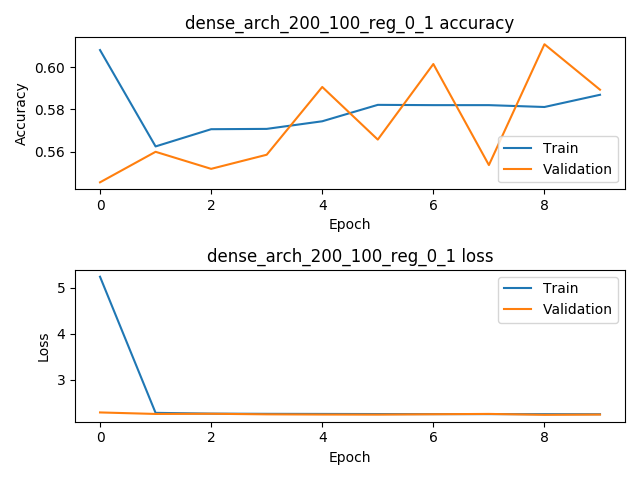 dense_arch_200_100_reg_0_1 accuracy
0.60
0.58
0.56
Accuracy
Train
Validation
0 2 4 6 8
Epoch
dense_arch_200_100_reg_0_1 loss
5
4
3
Loss
Train
Validation
0 2 4 6 8
Epoch